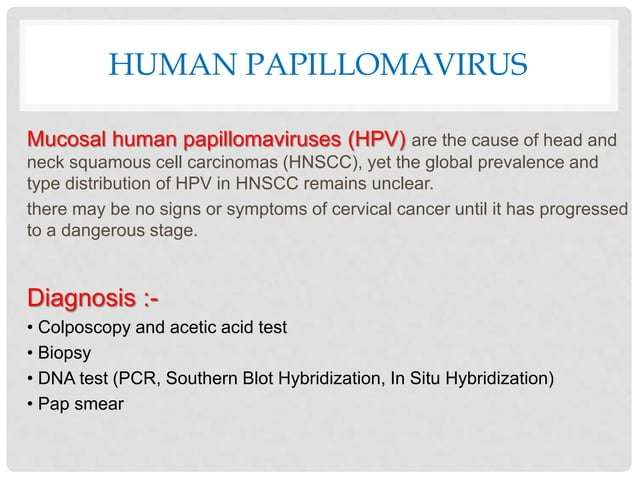 HUMAN PAPILLOMAVIRUS
Mucosal human papillomaviruses (HPV) are the cause of head and
neck squamous cell carcinomas (HNSCC), yet the global prevalence and
type distribution of HPV in HNSCC remains unclear.
there may be no signs or symptoms of cervical cancer until it has progressed
to a dangerous stage.
Diagnosis :-
• Colposcopy and acetic acid test
• Biopsy
• DNA test (PCR, Southern Blot Hybridization, In Situ Hybridization)
• Pap smear